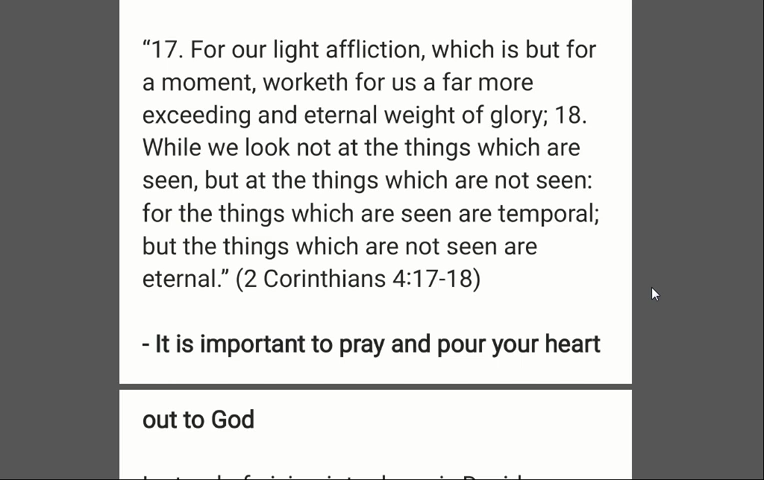 “17. For our light affliction, which is but for
a moment, worketh for us a far more
exceeding and eternal weight of glory; 18.
While we look not at the things which are
seen, but at the things which are not seen:
for the things which are seen are temporal;
but the things which are not seen are
eternal.” (2 Corinthians 4:17-18)
- It is important to pray and pour your heart
out to God